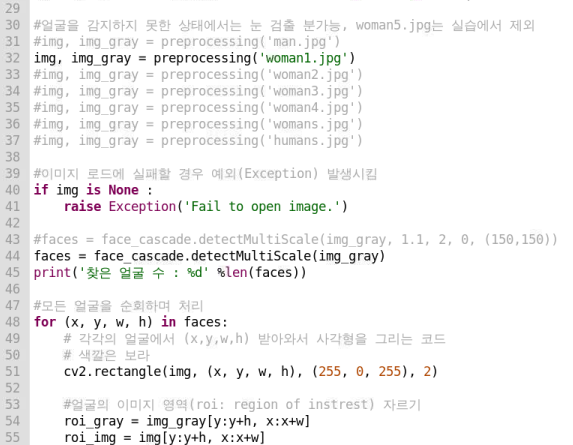 29
30 #얼굴을 감지하지 못한 상태에서는 눈 검출 분가능, woman5.jpg는 실습에서 제외
31 #img, img_gray = preprocessing('man.jpg')
32 img, img_gray = preprocessing('woman1.jpg')
33 #img, img_gray = preprocessing('woman2.jpg')
34 #img, img_gray = preprocessing('woman3.jpg')
35 #img, img_gray = preprocessing('woman4.jpg')
36 #img, img_gray = preprocessing('womans.jpg')
37 #img, img_gray = preprocessing('humans.jpg')
38
39 #이미지 로드에 실패할 경우 예외(Exception) 발생시킴
40 if img is None :
41     raise Exception('Fail to open image.')
42
43 #faces = face_cascade.detectMultiScale(img_gray, 1.1, 2, 0, (150,150))
44 faces = face_cascade.detectMultiScale(img_gray)
45 print('찾은 얼굴 수 : %d' %len(faces))
46
47 #모든 얼굴을 순회하며 처리
48 for (x, y, w, h) in faces:
49     # 각각의 얼굴에서 (x,y,w,h) 받아와서 사각형을 그리는 코드
50     # 색깔은 보라
51     cv2.rectangle(img, (x, y, w, h), (255, 0, 255), 2)
52
53     #얼굴의 이미지 영역(roi: region of instrest) 자르기
54     roi_gray = img_gray[y:y+h, x:x+w]
55     roi_img = img[y:y+h, x:x+w]